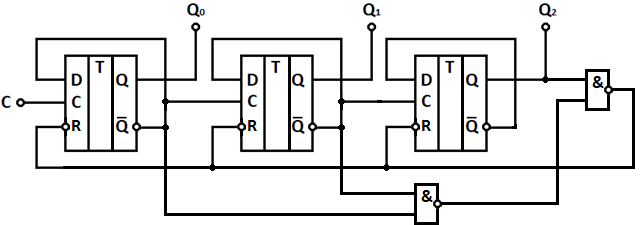 Q₀ Q₁ Q₂
T T T
D Q D Q D Q &
C C C C
R Q̅ R Q̅ R Q̅
&